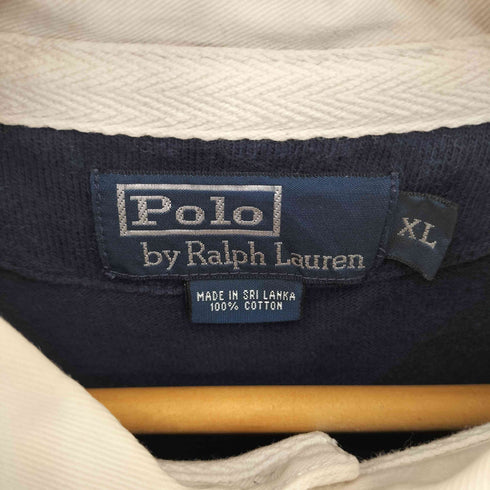 Polo
by Ralph Lauren
XL
MADE IN SRI LANKA
100% COTTON